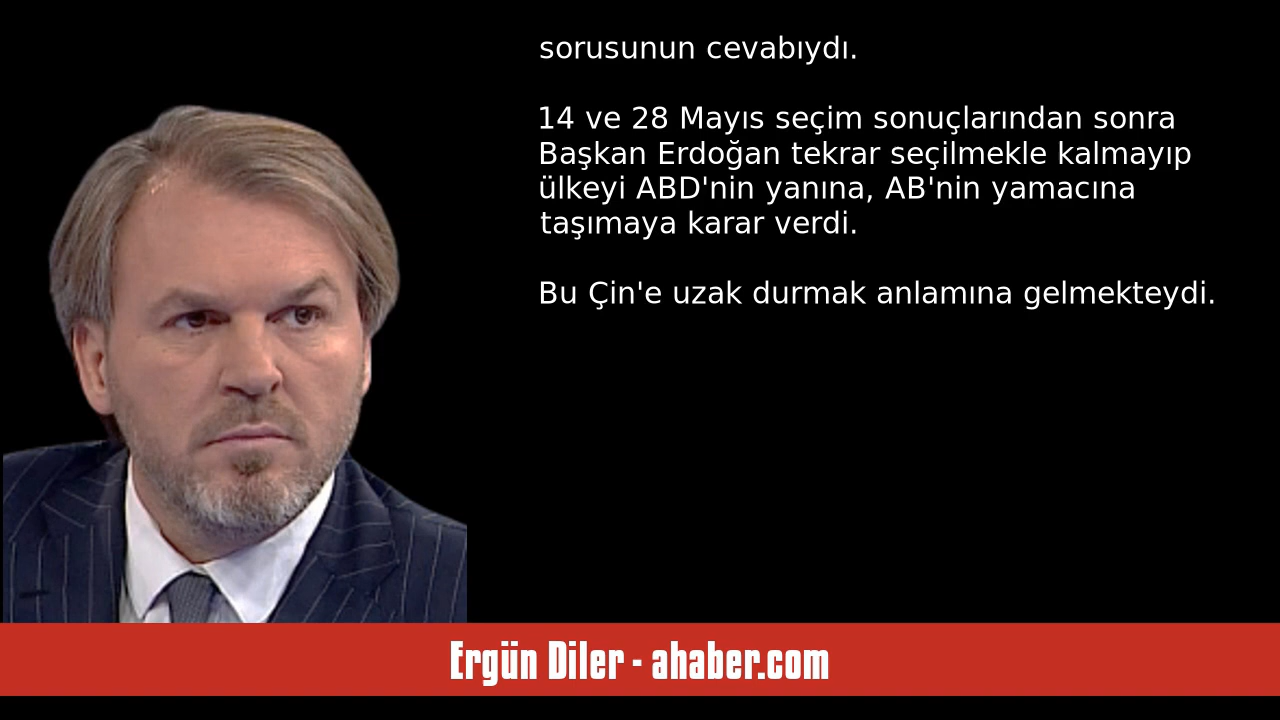 sorusunun cevabıydı.
14 ve 28 Mayıs seçim sonuçlarından sonra
Başkan Erdoğan tekrar seçilmekle kalmayıp
ülkeyi ABD'nin yanına, AB'nin yamacına
taşımaya karar verdi.
Bu Çin'e uzak durmak anlamına gelmekteydi.
Ergün Diler - ahaber.com